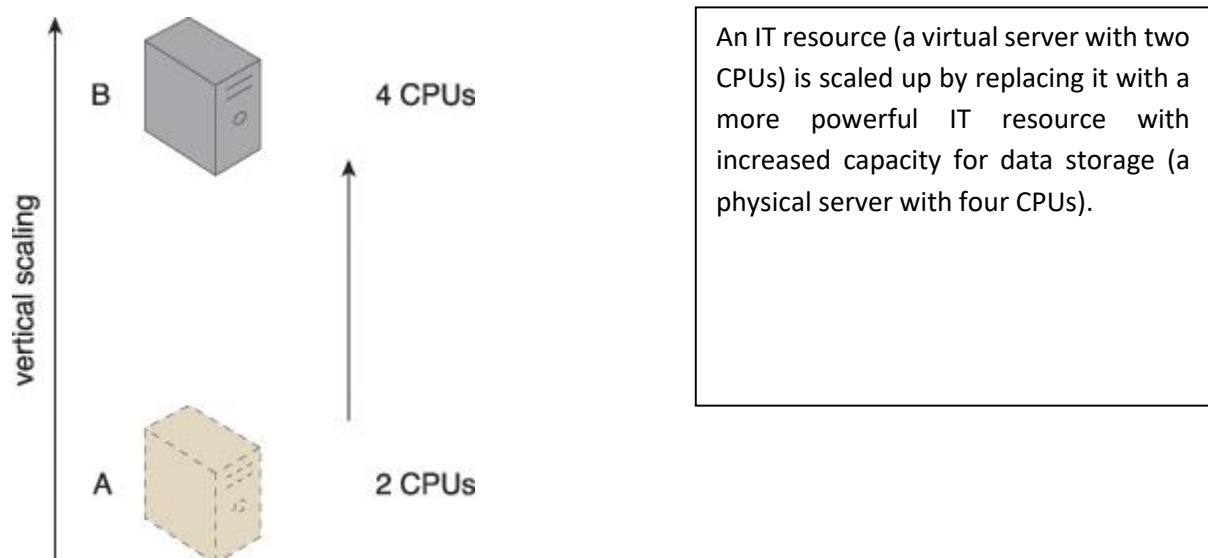 B
4 CPUs
vertical scaling
A
2 CPUs
An IT resource (a virtual server with two
CPUs) is scaled up by replacing it with a
more powerful IT resource with
increased capacity for data storage (a
physical server with four CPUs).